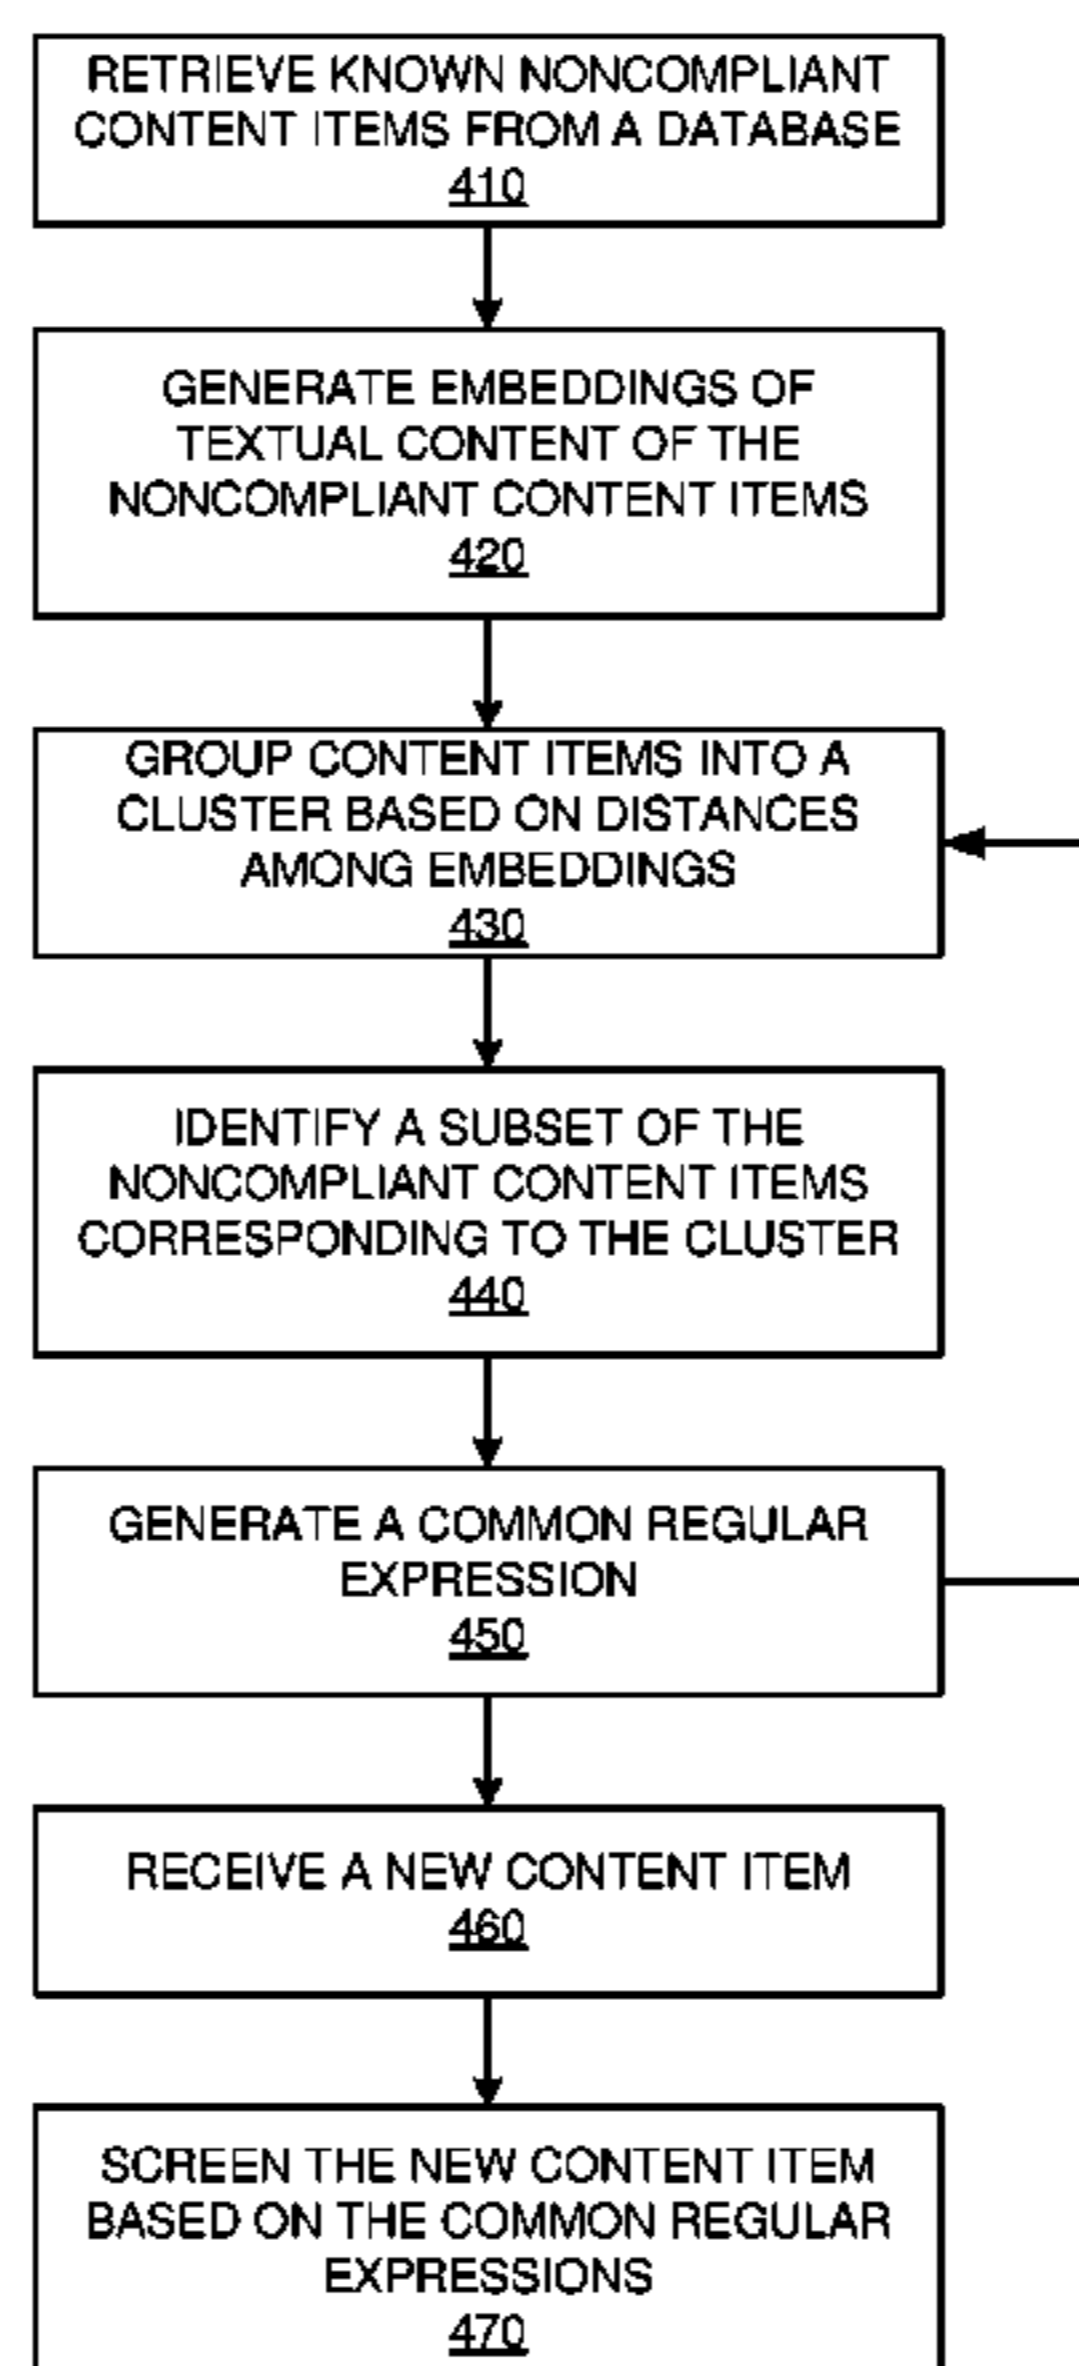 RETRIEVE KNOWN NONCOMPLIANT
CONTENT ITEMS FROM A DATABASE
410
GENERATE EMBEDDINGS OF
TEXTUAL CONTENT OF THE
NONCOMPLIANT CONTENT ITEMS
420
GROUP CONTENT ITEMS INTO A
CLUSTER BASED ON DISTANCES
AMONG EMBEDDINGS
430
IDENTIFY A SUBSET OF THE
NONCOMPLIANT CONTENT ITEMS
CORRESPONDING TO THE CLUSTER
440
GENERATE A COMMON REGULAR
EXPRESSION
450
RECEIVE A NEW CONTENT ITEM
460
SCREEN THE NEW CONTENT ITEM
BASED ON THE COMMON REGULAR
EXPRESSIONS
470